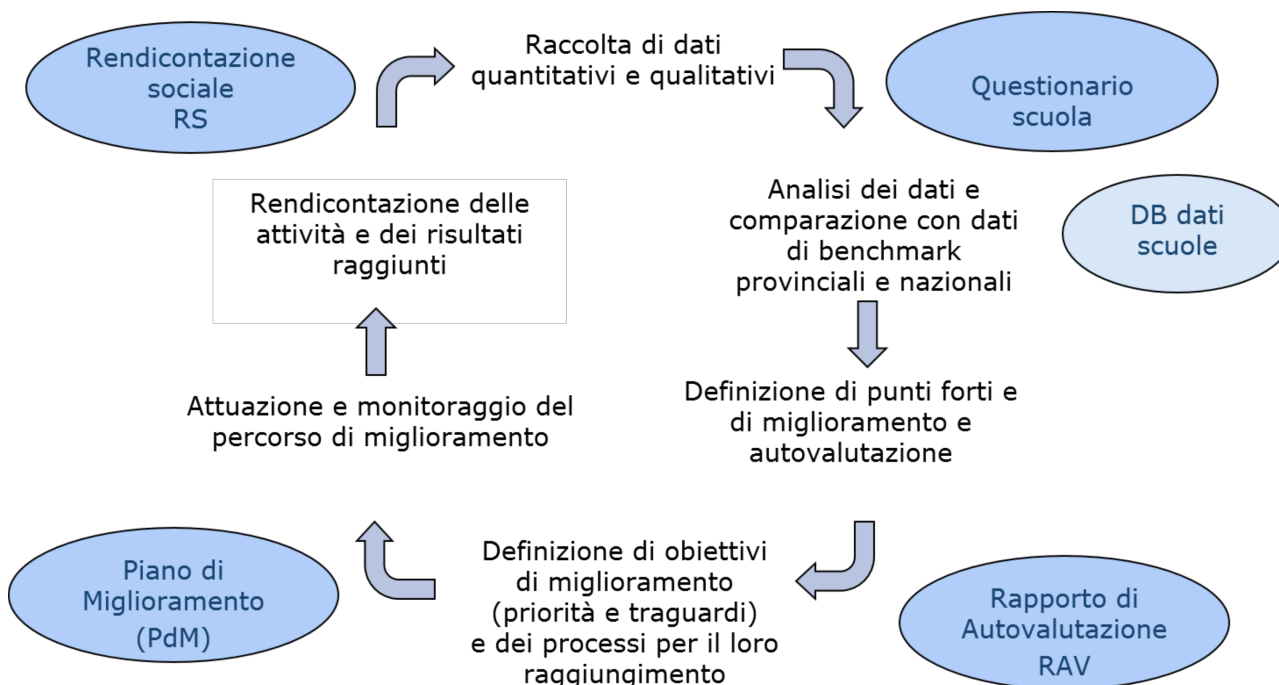 Rendicontazione
sociale
RS
Raccolta di dati
quantitativi e qualitativi
Questionario
scuola
Rendicontazione delle
attività e dei risultati
raggiunti
Analisi dei dati e
comparazione con dati
di benchmark
provinciali e nazionali
DB dati
scuole
Attuazione e monitoraggio del
percorso di miglioramento
Definizione di punti forti e
di miglioramento e
autovalutazione
Piano di
Miglioramento
(PdM)
Definizione di obiettivi
di miglioramento
(priorità e traguardi)
e dei processi per il loro
raggiungimento
Rapporto di
Autovalutazione
RAV